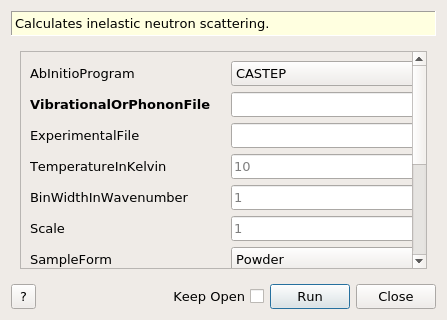 Calculates inelastic neutron scattering.
AbInitioProgram CASTEP
VibrationalOrPhononFile
ExperimentalFile
TemperatureInKelvin 10
BinWidthInWavenumber 1
Scale 1
SampleForm Powder
? Keep Open Run Close